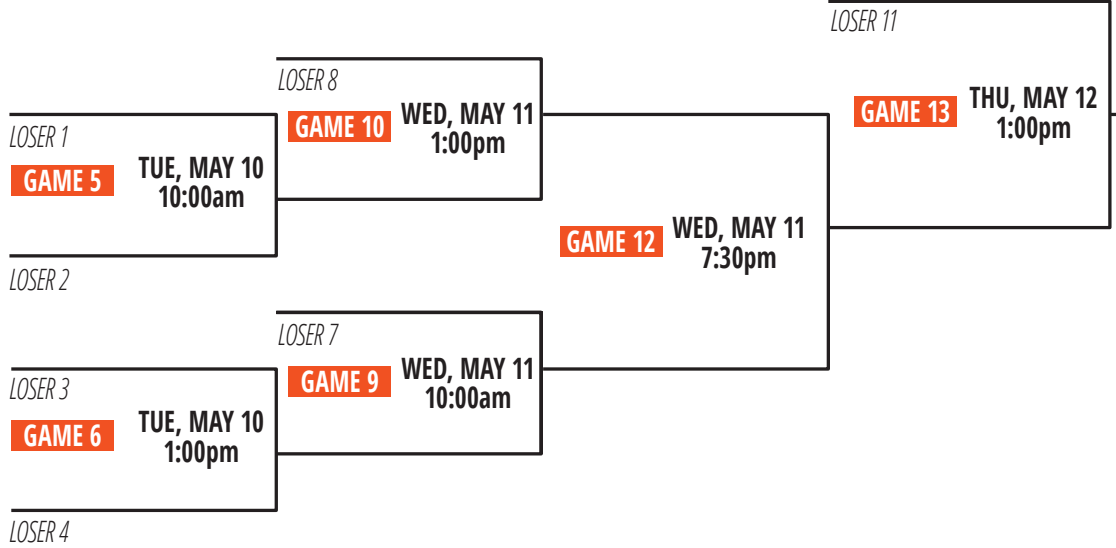 LOSER 11
GAME 13
THU, MAY 12
1:00pm
LOSER 8
GAME 10
WED, MAY 11
1:00pm
LOSER 1
GAME 5
TUE, MAY 10
10:00am
LOSER 2
GAME 12
WED, MAY 11
7:30pm
LOSER 7
GAME 9
WED, MAY 11
10:00am
LOSER 3
GAME 6
TUE, MAY 10
1:00pm
LOSER 4